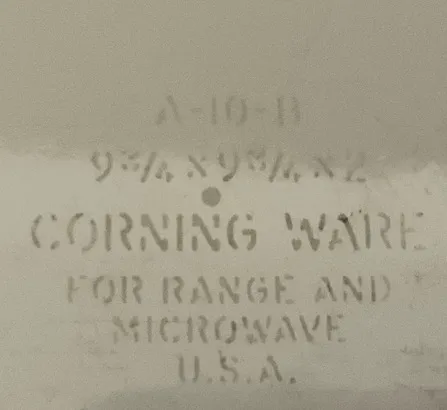 A-10-B
9¾ x 9¾ x 2
CORNING WARE
FOR RANGE AND
MICROWAVE
U.S.A.